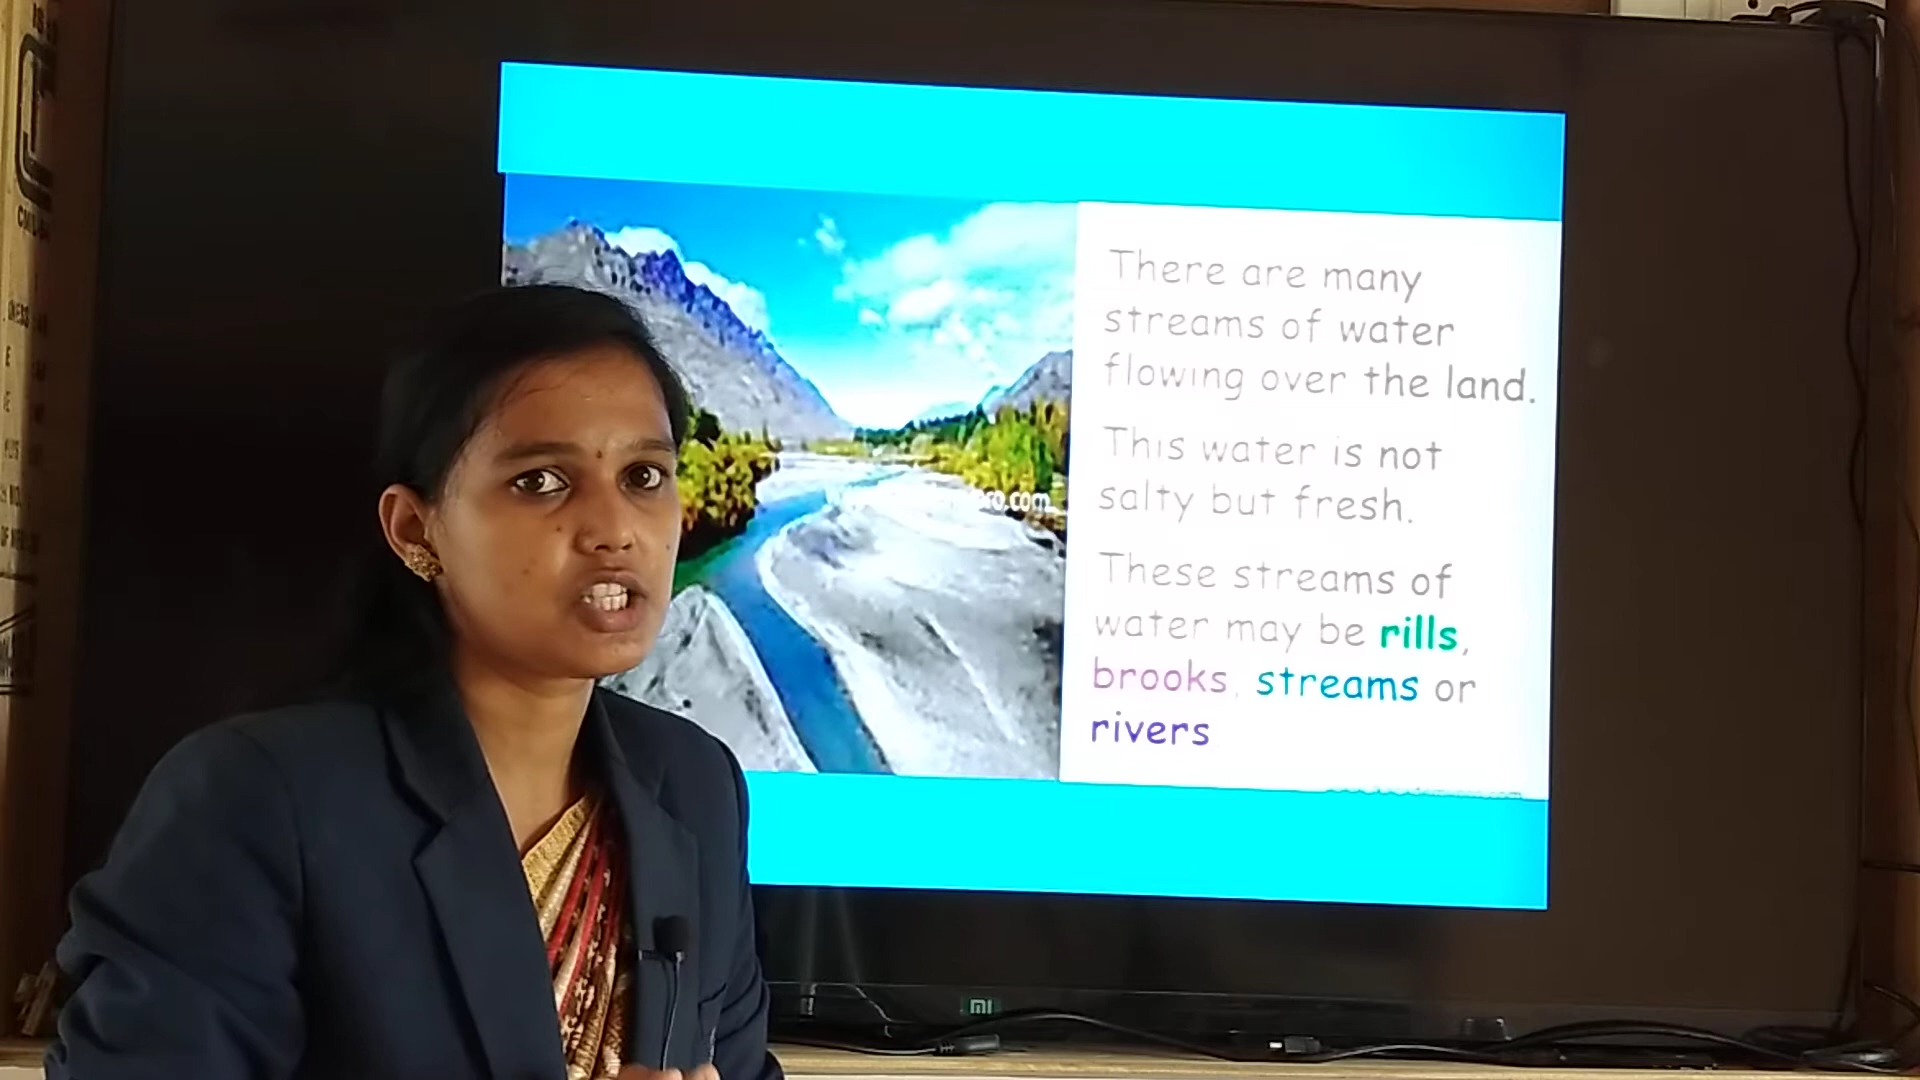 There are many
streams of water
flowing over the land.
This water is not
salty but fresh.
These streams of
water may be rills,
brooks, streams or
rivers
mi